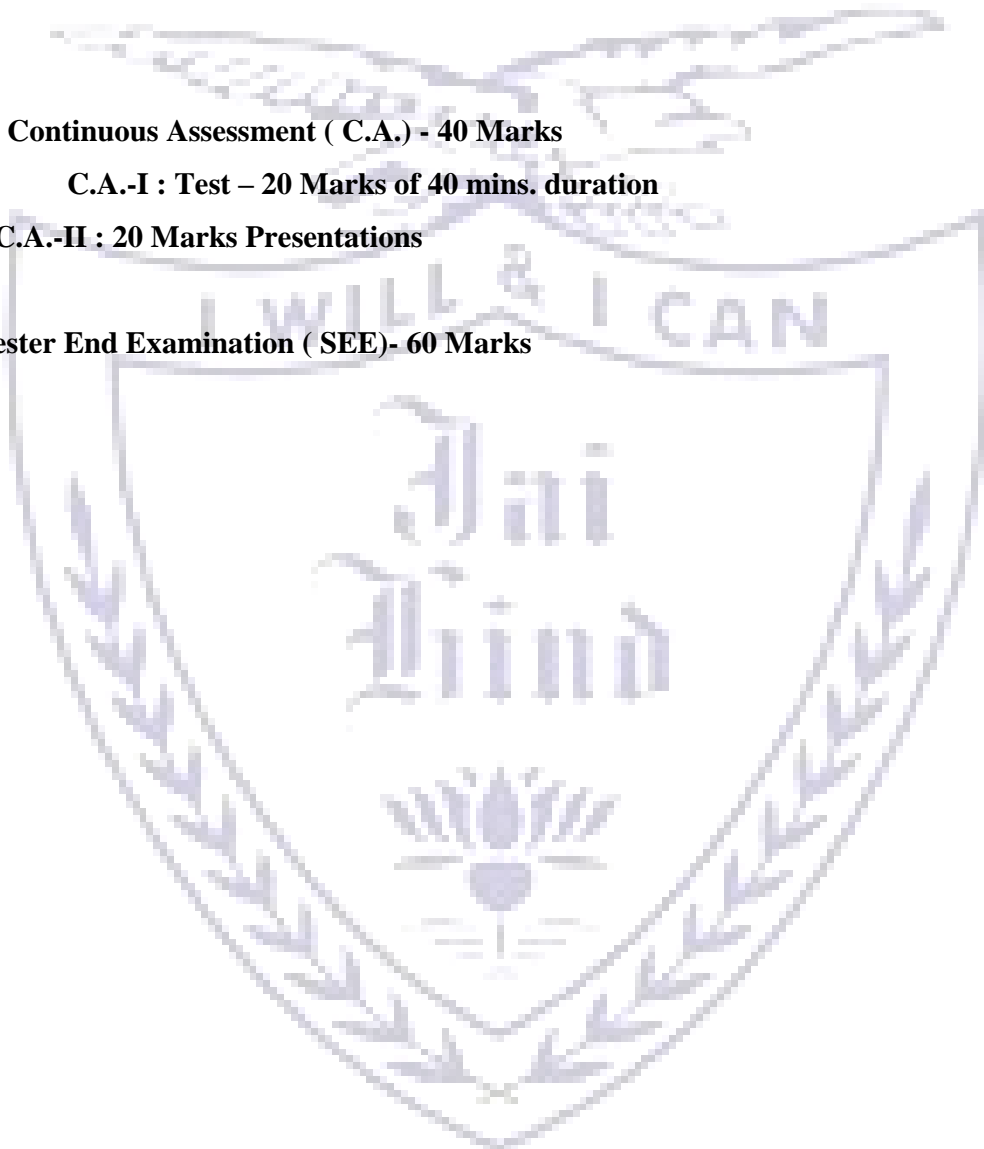 Continuous Assessment ( C.A.) - 40 Marks
C.A.-I : Test – 20 Marks of 40 mins. duration
C.A.-II : 20 Marks Presentations
ester End Examination ( SEE)- 60 Marks
I WILL & I CAN
Jai
Hind